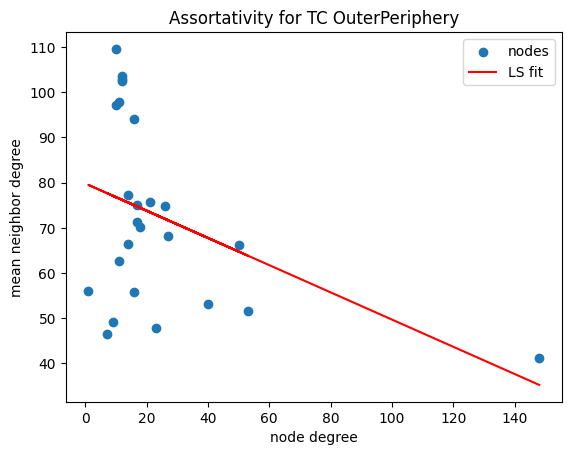 Assortativity for TC OuterPeriphery
nodes
LS fit
mean neighbor degree
110
100
90
80
70
60
50
40
0 20 40 60 80 100 120 140
node degree